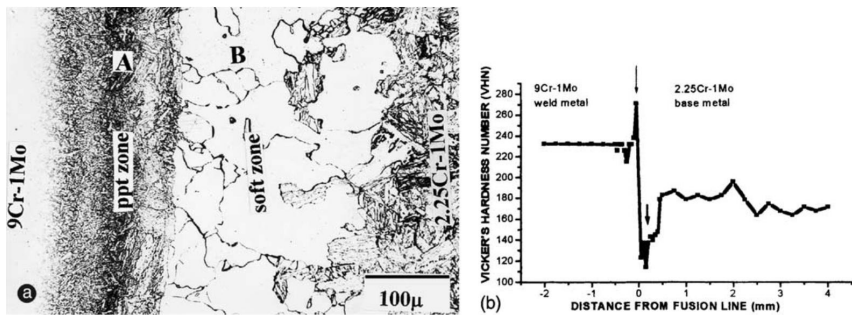 9Cr-1Mo
A
ppt zone
B
soft zone
2.25Cr-1Mo
100μ
a
VICKER'S HARDNESS NUMBER (VHN)
290
280
260
240
220
200
180
160
140
120
100
9Cr-1Mo
weld metal
2.25Cr-1Mo
base metal
-2 -1 0 1 2 3 4
DISTANCE FROM FUSION LINE (mm)
(b)